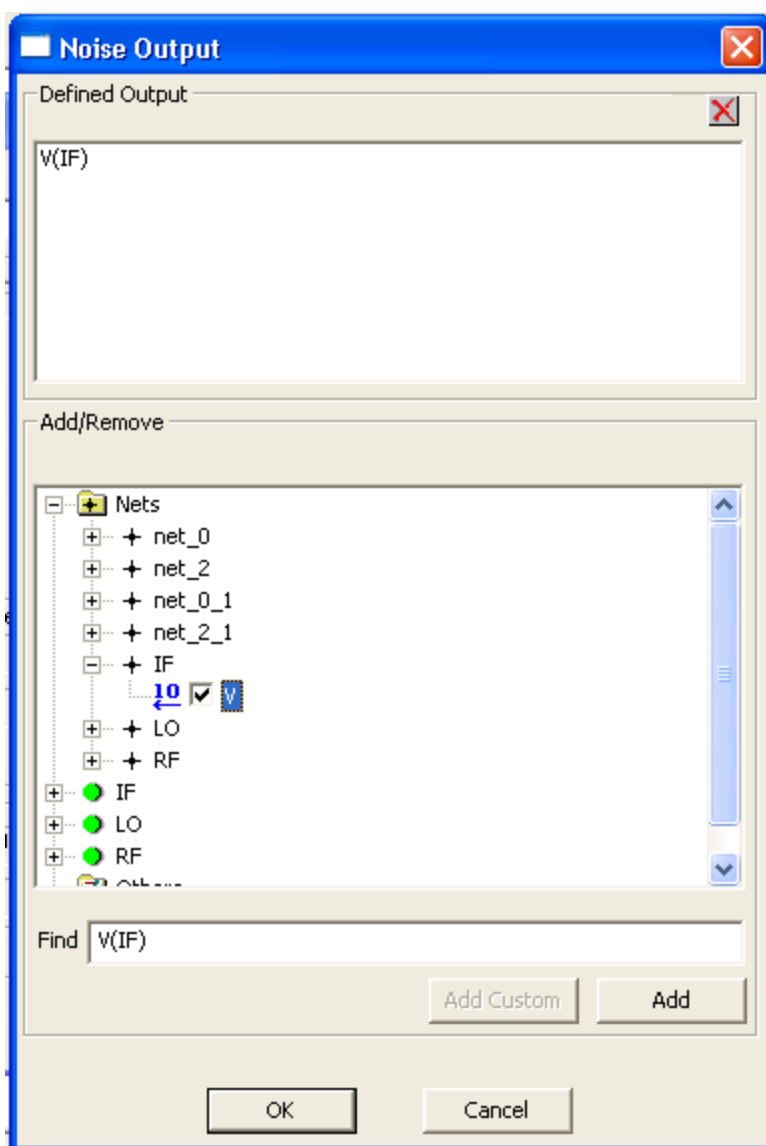 Noise Output
Defined Output
V(IF)
Add/Remove
Nets
net_0
net_2
net_0_1
net_2_1
IF
10 V
LO
RF
IF
LO
RF
Others
Find V(IF)
Add Custom Add
OK Cancel